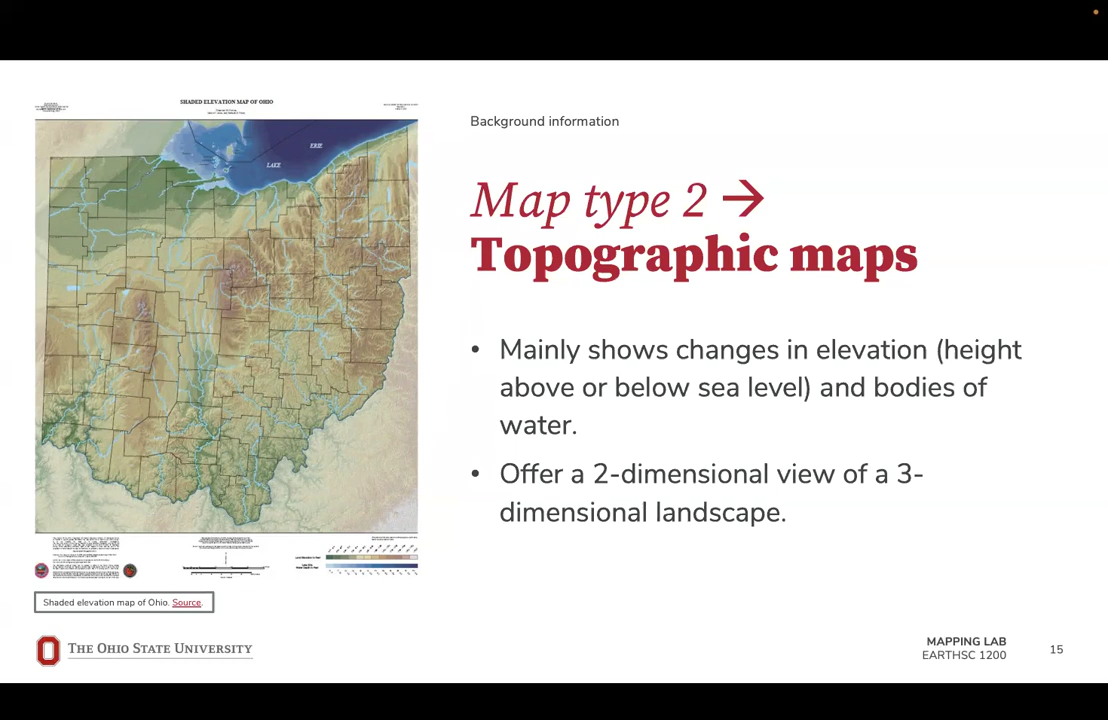 SHADED ELEVATION MAP OF OHIO
ERIE
LAKE
Shaded elevation map of Ohio. Source.
Background information
Map type 2 →
Topographic maps
• Mainly shows changes in elevation (height
above or below sea level) and bodies of
water.
• Offer a 2-dimensional view of a 3-
dimensional landscape.
THE OHIO STATE UNIVERSITY
MAPPING LAB
EARTHSC 1200
15